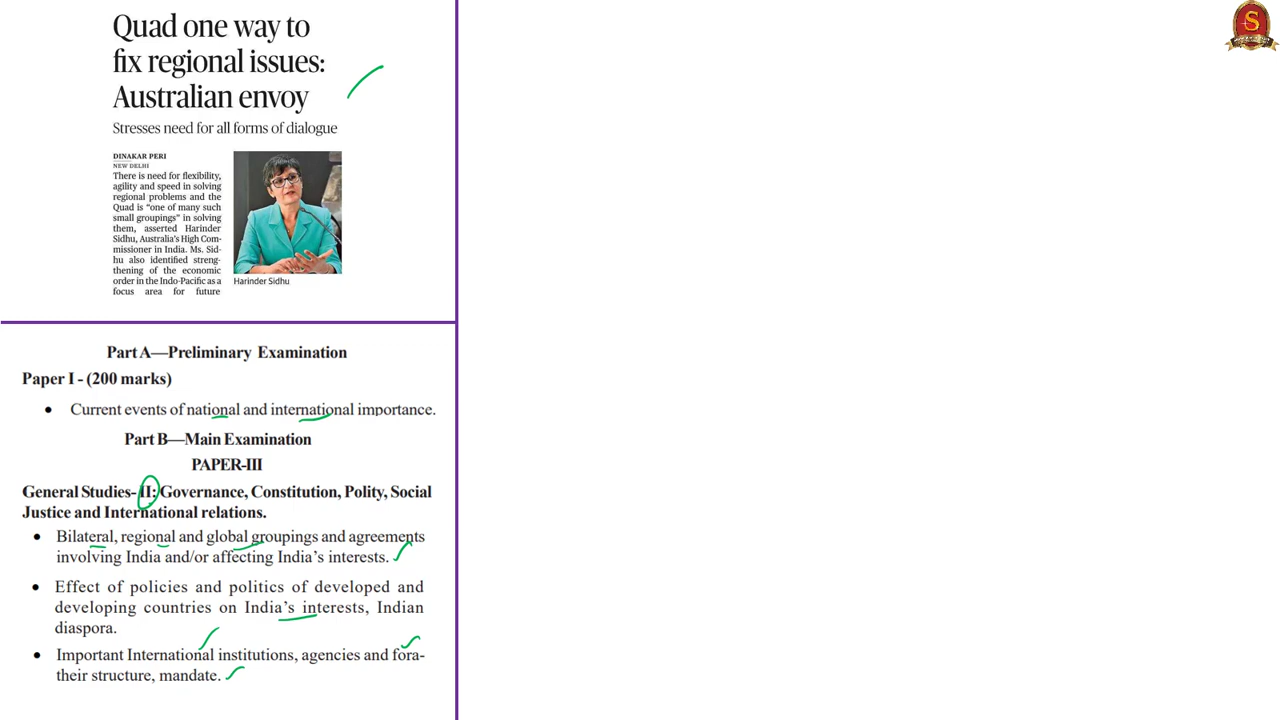 Quad one way to
fix regional issues:
Australian envoy
Stresses need for all forms of dialogue
DINAKAR PERI
NEW DELHI
There is need for flexibility,
agility and speed in solving
regional problems and the
Quad is “one of many such
small groupings” in solving
them, asserted Harinder
Sidhu, Australia’s High Com-
missioner in India. Ms. Sid-
hu also identified streng-
thening of the economic
order in the Indo-Pacific as a
focus area for future
Harinder Sidhu
Part A—Preliminary Examination
Paper I - (200 marks)
• Current events of national and international importance.
Part B—Main Examination
PAPER-III
General Studies- II: Governance, Constitution, Polity, Social
Justice and International relations.
• Bilateral, regional and global groupings and agreements
involving India and/or affecting India’s interests.
• Effect of policies and politics of developed and
developing countries on India’s interests, Indian
diaspora.
• Important International institutions, agencies and fora-
their structure, mandate.
S